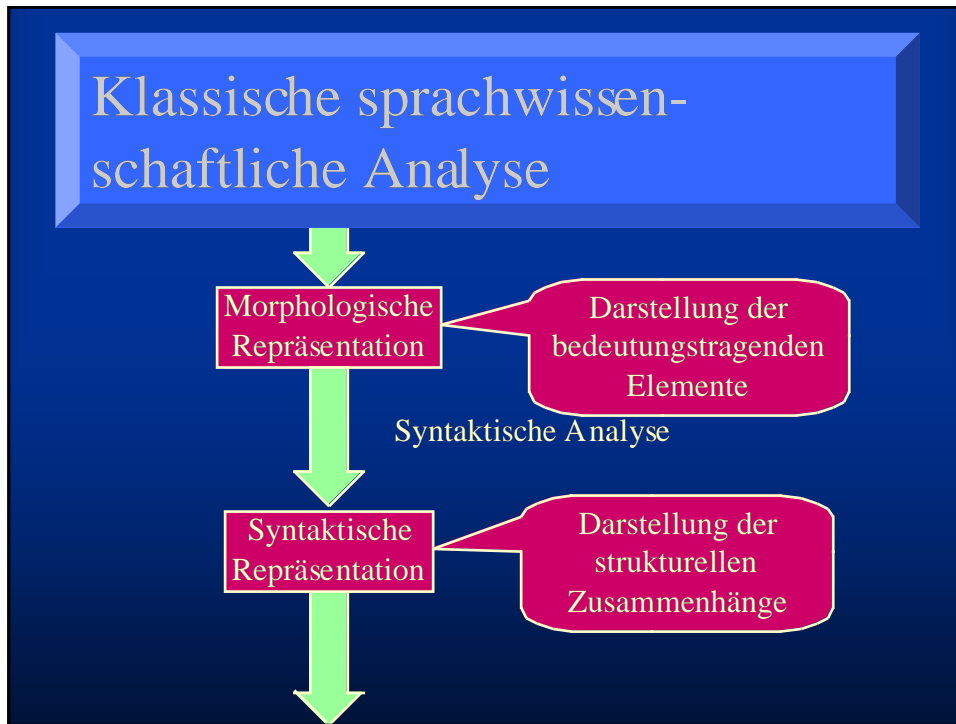 Klassische sprachwissen-
schaftliche Analyse
Morphologische
Repräsentation
Darstellung der
bedeutungstragenden
Elemente
Syntaktische Analyse
Syntaktische
Repräsentation
Darstellung der
strukturellen
Zusammenhänge